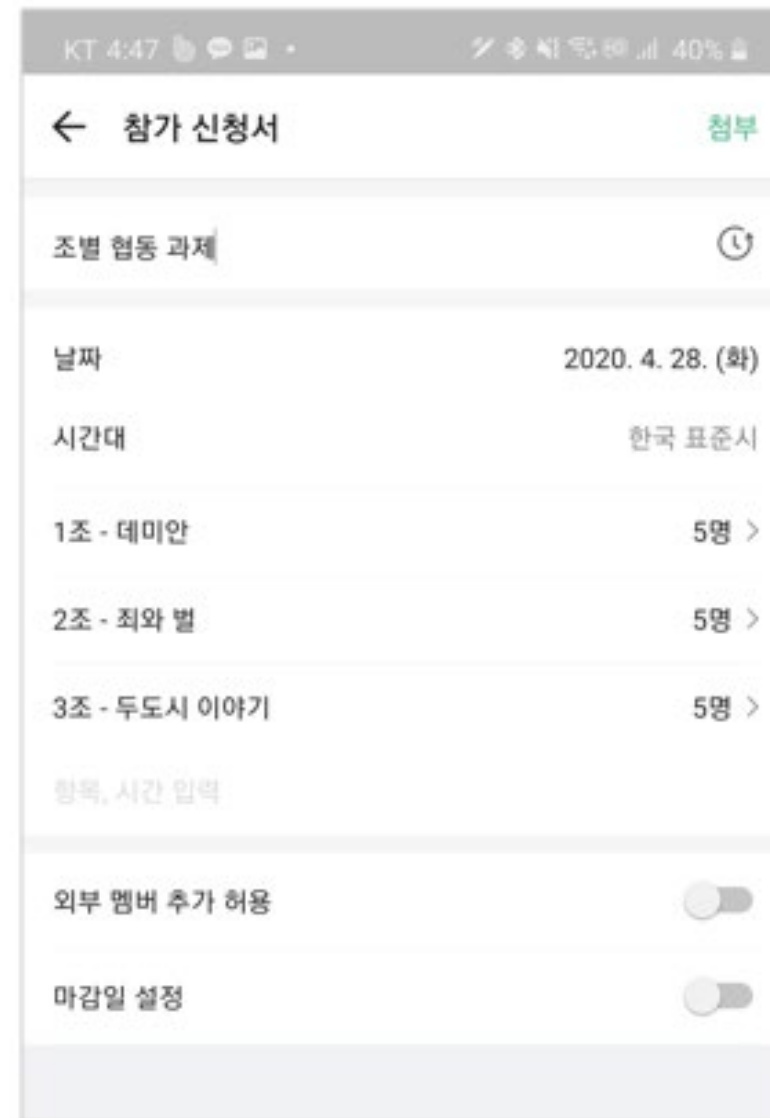 KT 4:47
40%
참가 신청서 첨부
조별 협동 과제
날짜 2020. 4. 28. (화)
시간대 한국 표준시
1조 - 데미안 5명
2조 - 죄와 벌 5명
3조 - 두도시 이야기 5명
항목, 시간 입력
외부 멤버 추가 허용
마감일 설정